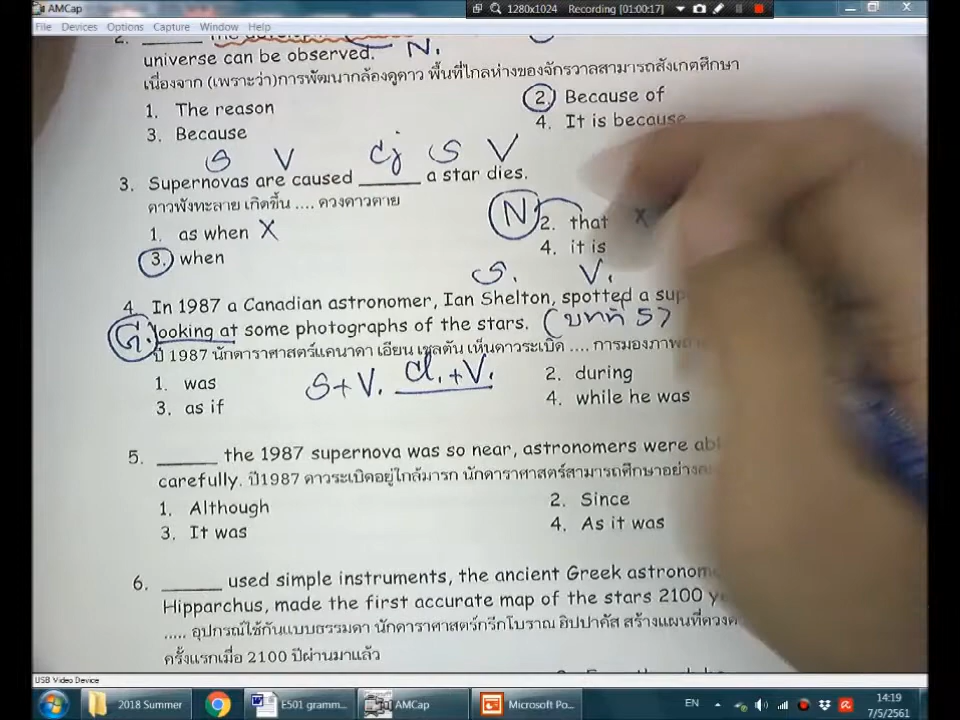 AMCap
1280x1024 Recording [01:00:17]
File Devices Options Capture Window Help
2. ______
universe can be observed. N.
เนื่องจาก (เพราะว่า)การพัฒนากล้องดูดาว พื้นที่ไกลห่างของจักรวาลสามารถสังเกตศึกษา
1. The reason
2. Because of
3. Because
4. It is because
S V Cj S V
3. Supernovas are caused ______ a star dies.
ดาวพังทะลาย เกิดขึ้น .... ดวงดาวตาย
1. as when X
N 2. that X
3. when
4. it is
S. V.
4. In 1987 a Canadian astronomer, Ian Shelton, spotted a sup
looking at some photographs of the stars. (บทที่ 5)
ปี 1987 นักดาราศาสตร์แคนาดา เอียน เชลตัน เห็นดาวระเบิด .... การมองภาพ
1. was
S+V. Cl.+V.
2. during
3. as if
4. while he was
5. ______ the 1987 supernova was so near, astronomers were
carefully. ปี1987 ดาวระเบิดอยู่ใกล้มารก นักดาราศาสตร์สามารถศึกษาอย่าง
1. Although
2. Since
3. It was
4. As it was
6. ______ used simple instruments, the ancient Greek
Hipparchus, made the first accurate map of the stars 2100
..... อุปกรณ์ใช้กันแบบธรรมดา นักดาราศาสตร์กรีกโบราณ ฮิปปาคัส สร้างแผนที่ดวง
ครั้งแรกเมื่อ 2100 ปีผ่านมาแล้ว
USB Video Device
2018 Summer E501 gramm... AMCap Microsoft Po... EN 14:19
7/5/2561